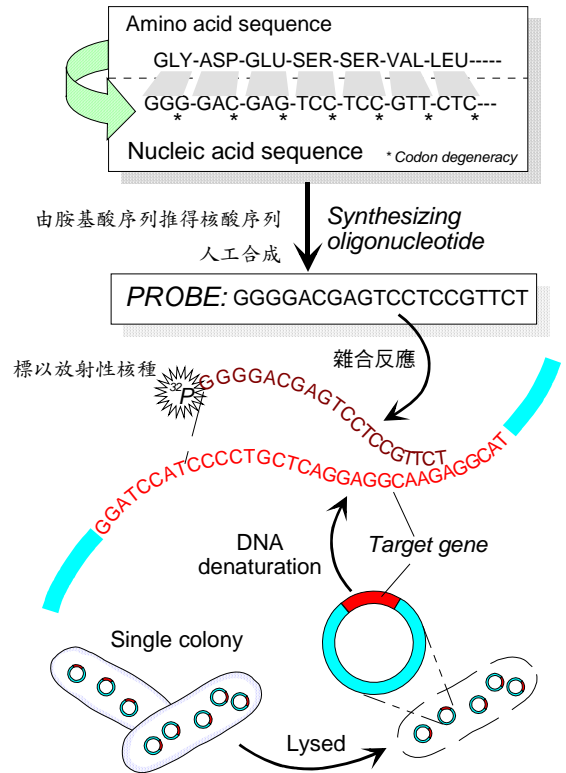 Amino acid sequence
GLY-ASP-GLU-SER-SER-VAL-LEU-----
GGG-GAC-GAG-TCC-TCC-GTT-CTC---
* * * * * * *
Nucleic acid sequence * Codon degeneracy
由胺基酸序列推得核酸序列
人工合成
Synthesizing
oligonucleotide
PROBE: GGGGACGAGTCCTCCGTTCT
雜合反應
標以放射性核種
32P
GGGGACGAGTCCTCCGTTCT
GGATCCATCCCCTGCTCAGGAGGCAAGAGGCAT
DNA
denaturation
Target gene
Single colony
Lysed